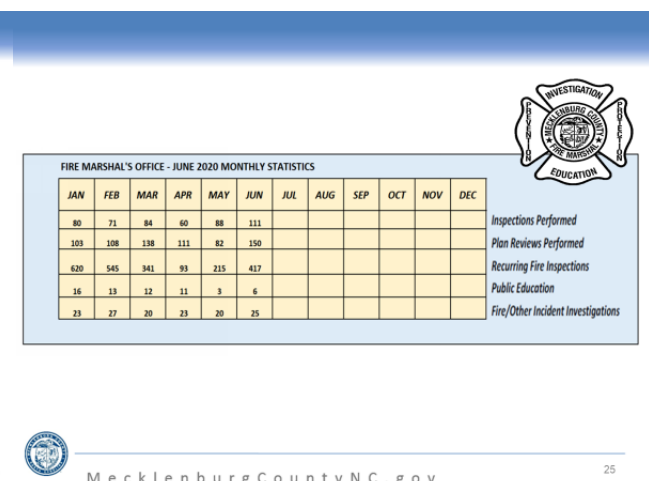 INVESTIGATION
PREVENTION
MECKLENBURG COUNTY
PROTECTION
FIRE MARSHAL
EDUCATION
FIRE MARSHAL'S OFFICE - JUNE 2020 MONTHLY STATISTICS
JAN FEB MAR APR MAY JUN JUL AUG SEP OCT NOV DEC
80 71 84 60 88 111 Inspections Performed
103 108 138 111 82 150 Plan Reviews Performed
620 545 341 93 215 417 Recurring Fire Inspections
16 13 12 11 3 6 Public Education
23 27 20 23 20 25 Fire/Other Incident Investigations
MecklenburgCountyNC.gov
25